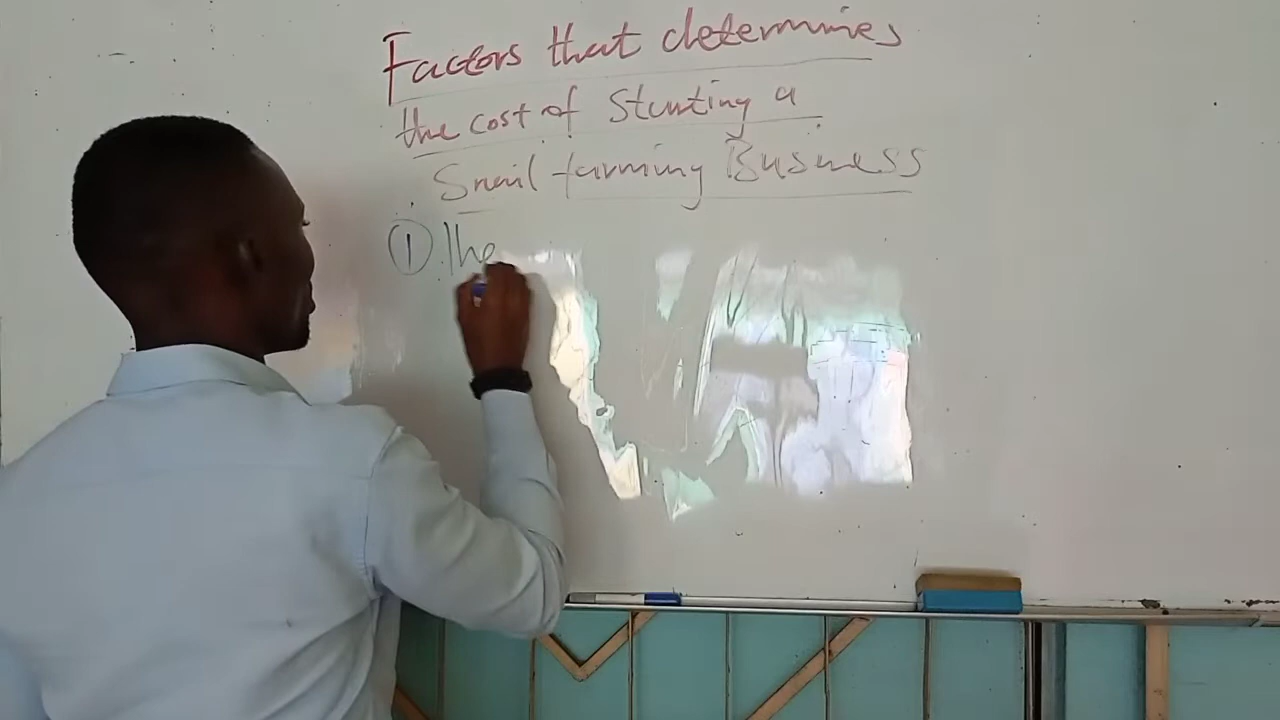 Factors that determines
the cost of Starting a
Snail farming Business
① The